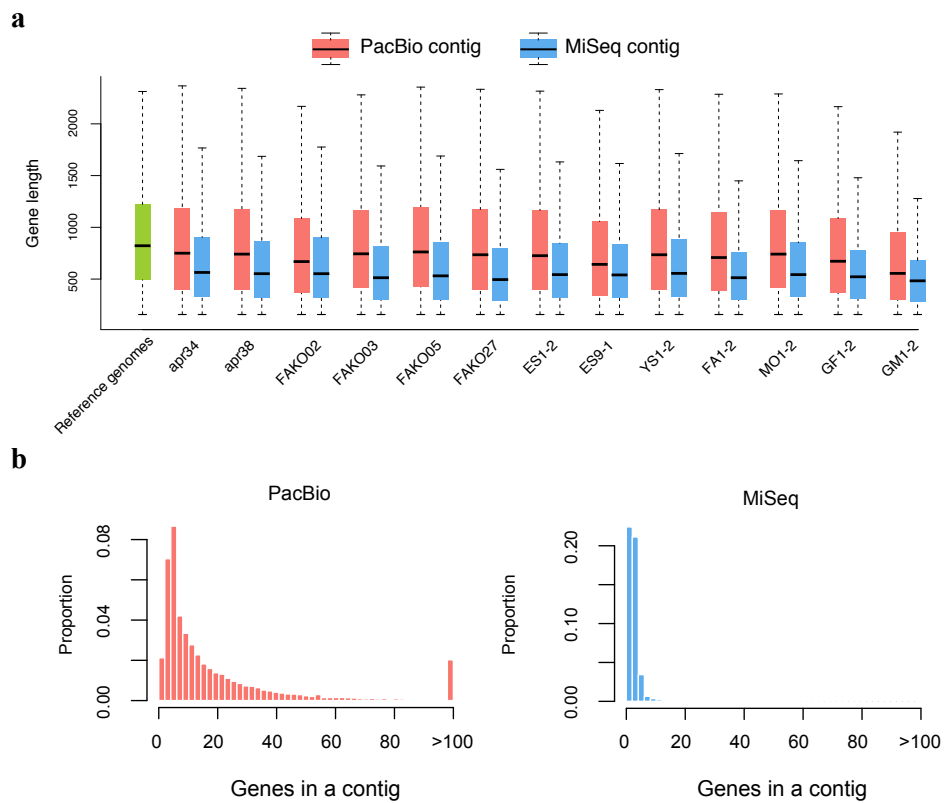 a
PacBio contig MiSeq contig
Gene length
2000
1500
1000
500
Reference genomes apr34 apr38 FAKO02 FAKO03 FAKO05 FAKO27 ES1-2 ES9-1 YS1-2 FA1-2 MO1-2 GF1-2 GM1-2
b
PacBio
Proportion
0.08
0.04
0.00
0 20 40 60 80 >100
Genes in a contig
MiSeq
Proportion
0.20
0.10
0.00
0 20 40 60 80 >100
Genes in a contig